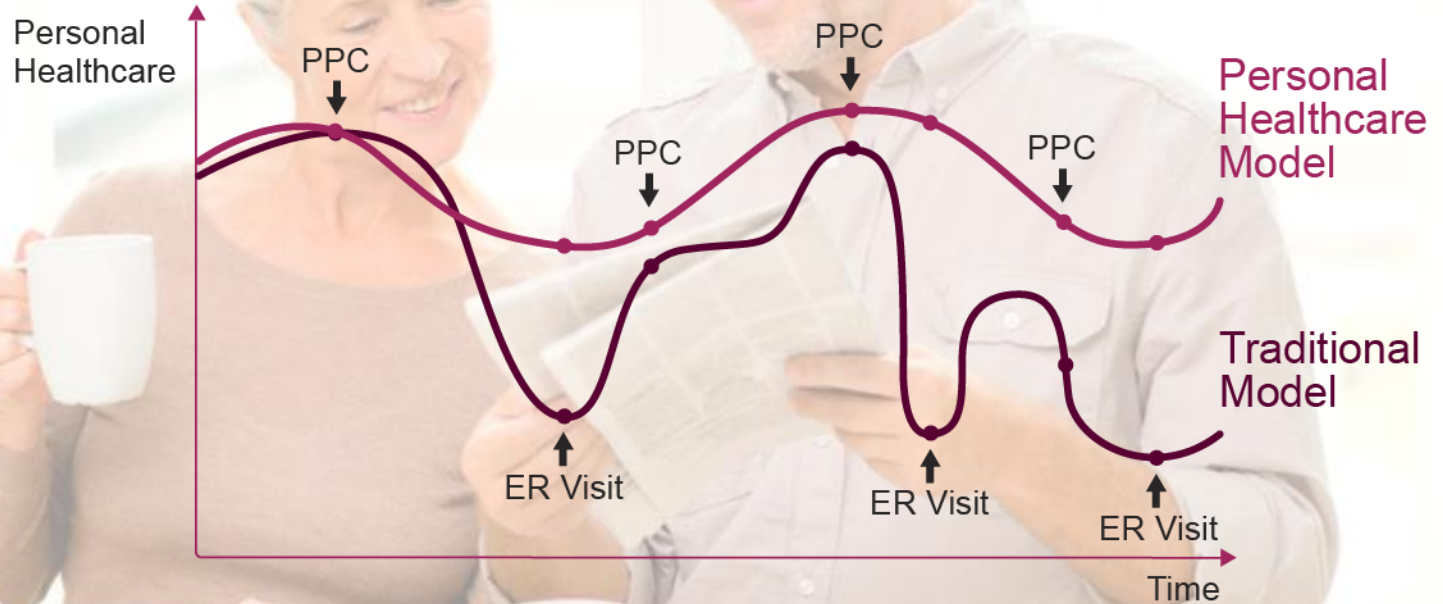 Personal
Healthcare
PPC
PPC
PPC
PPC
Personal
Healthcare
Model
Traditional
Model
ER Visit
ER Visit
ER Visit
Time